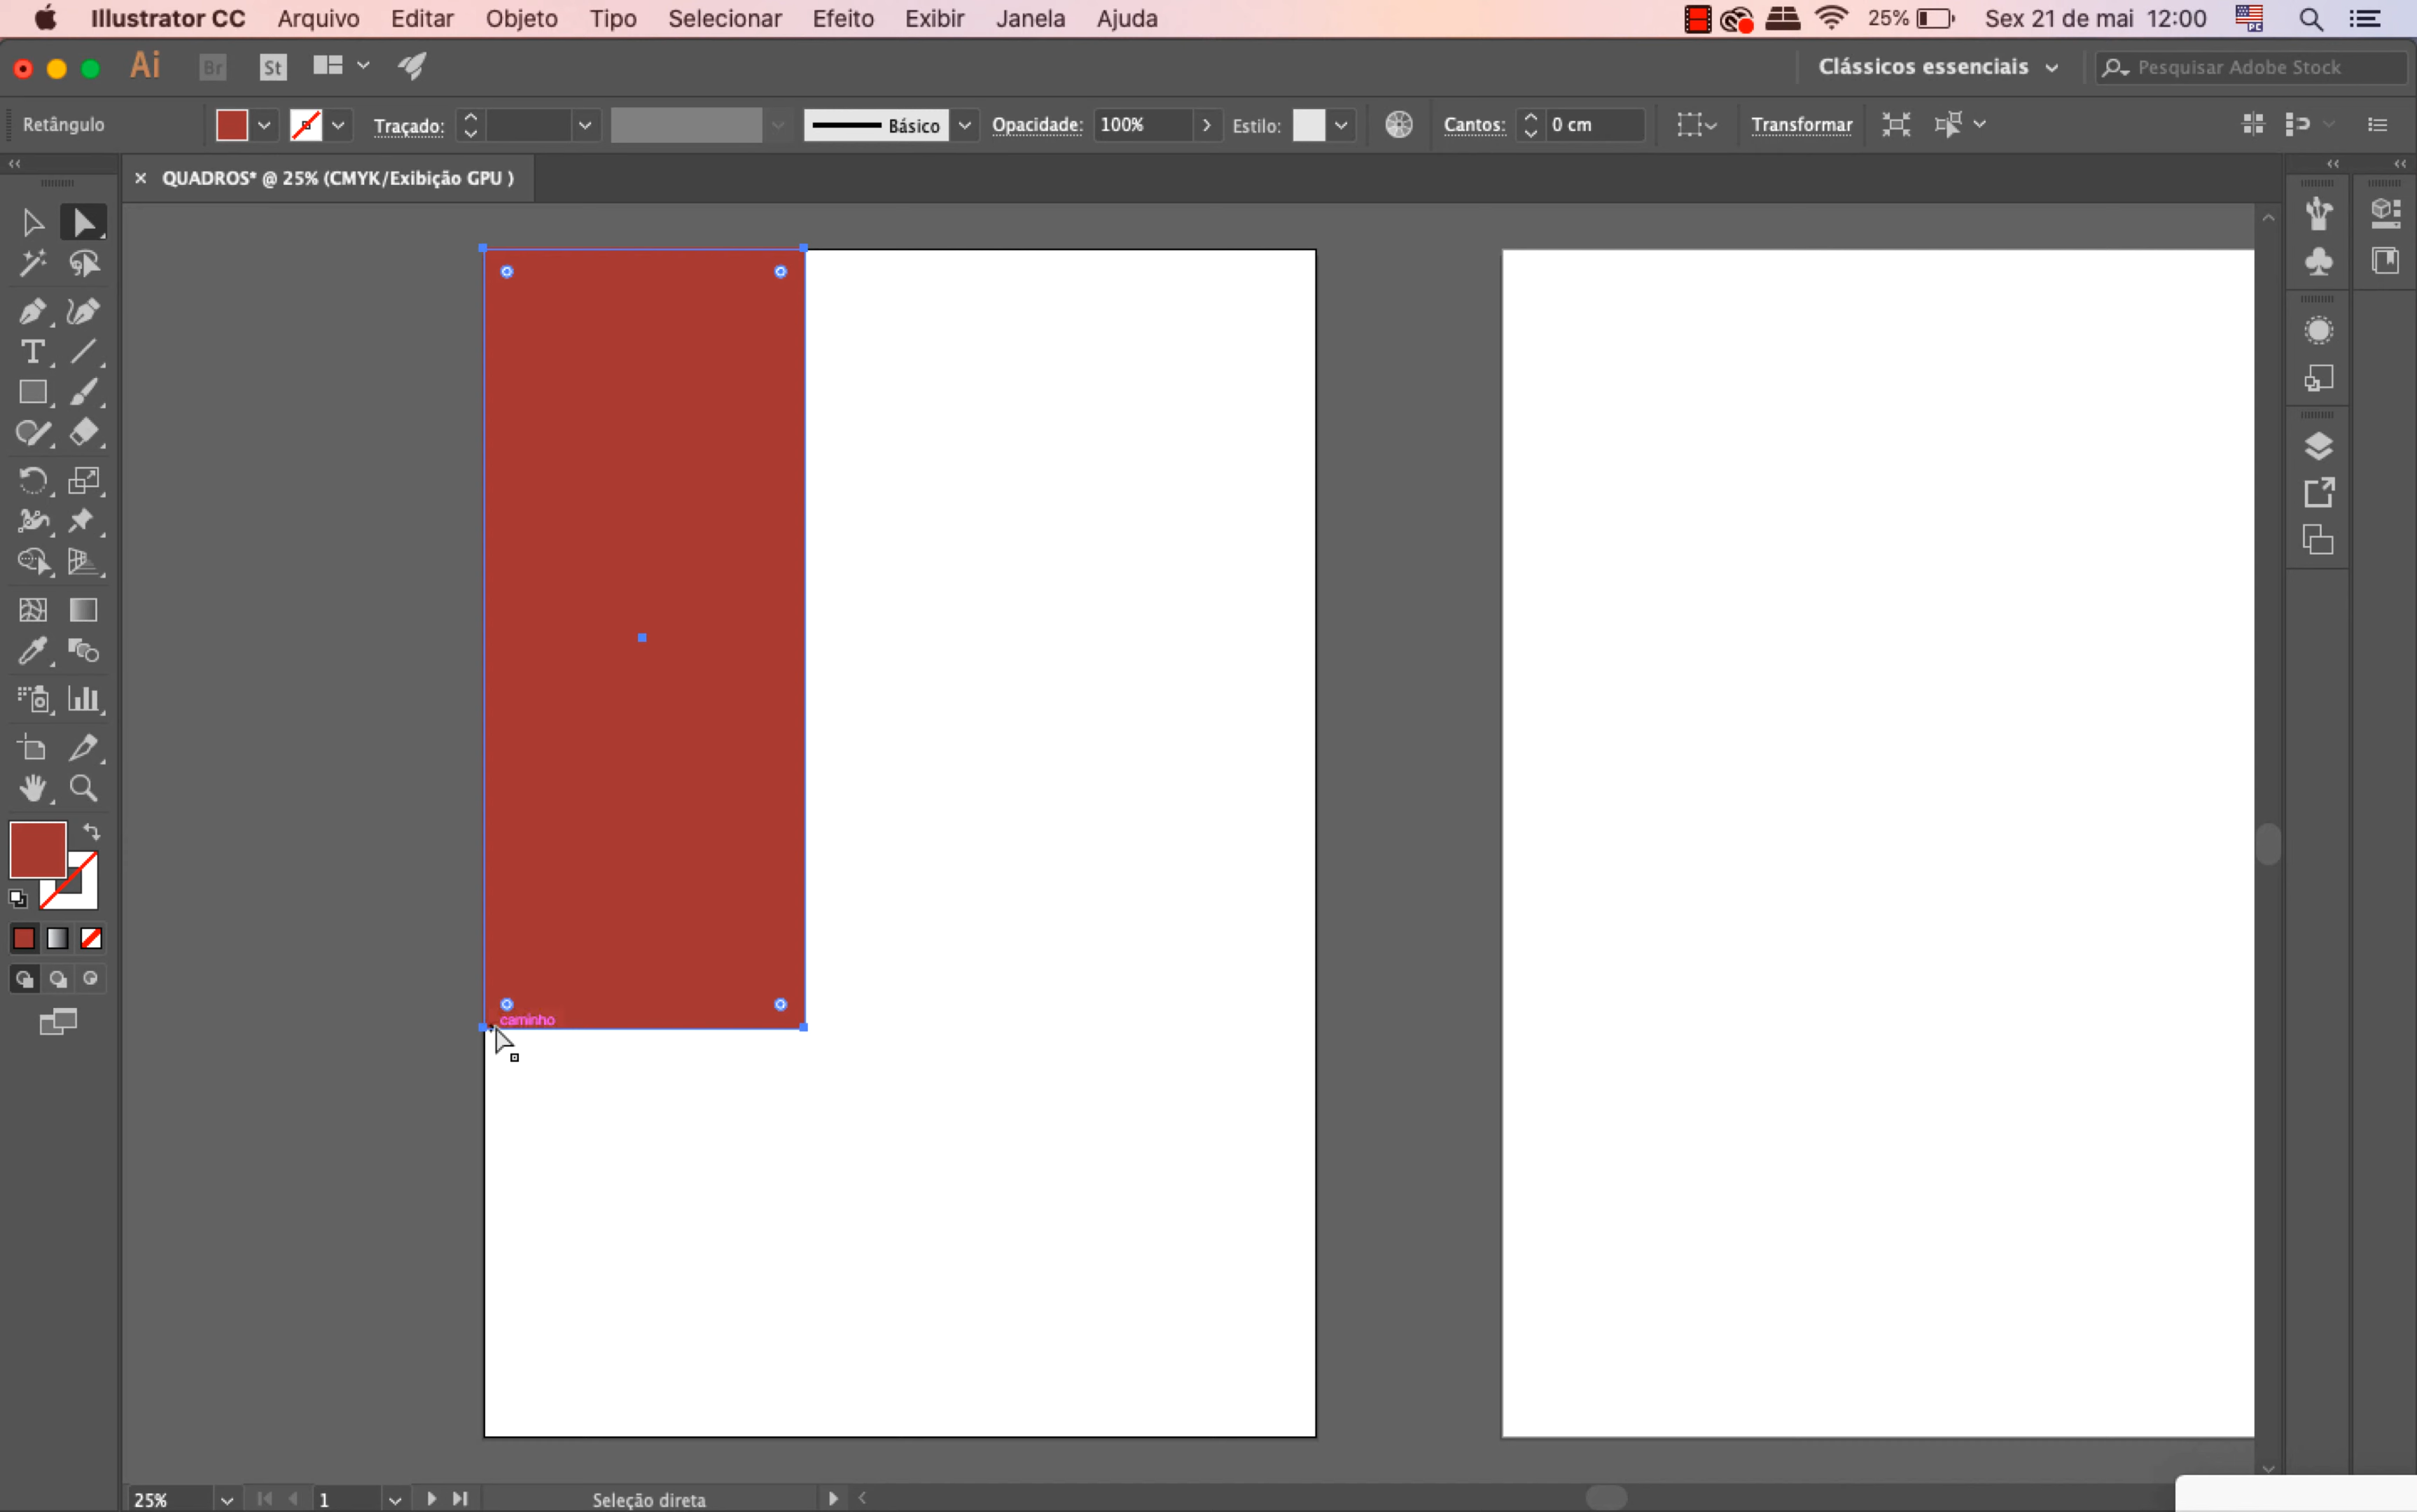 Illustrator CC Arquivo Editar Objeto Tipo Selecionar Efeito Exibir Janela Ajuda 25% Sex 21 de mai 12:00
Ai Br St Clássicos essenciais Pesquisar Adobe Stock
Retângulo Traçado: Básico Opacidade: 100% Estilo: Cantos: 0 cm Transformar
× QUADROS* @ 25% (CMYK/Exibição GPU )
caminho
25% 1 Seleção direta